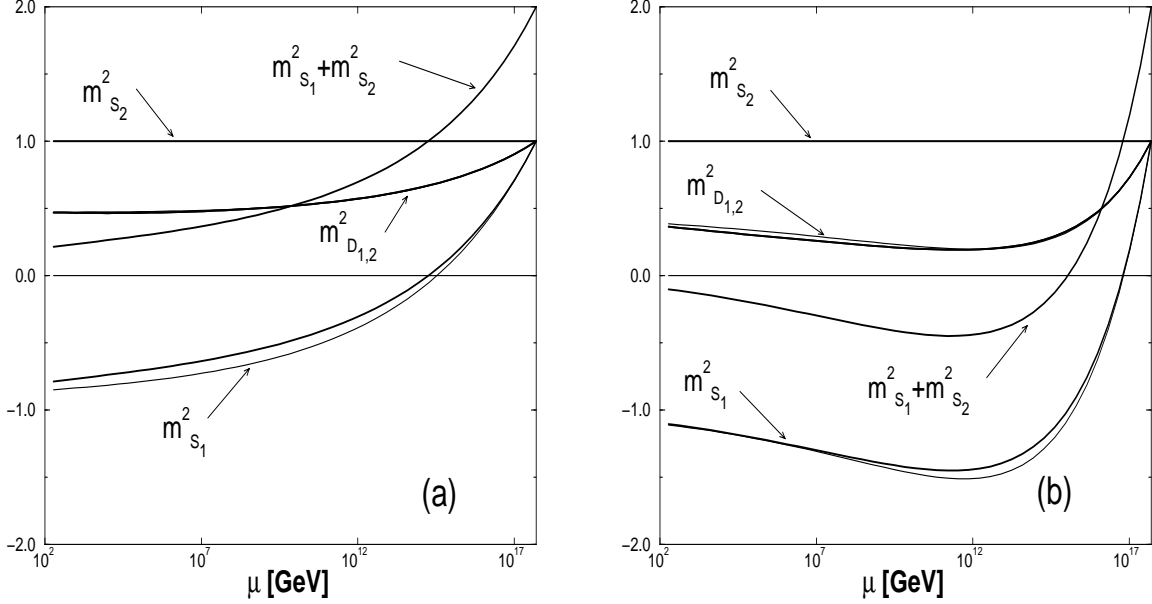 2.0
1.0
0.0
−1.0
−2.0
10^2
10^7
10^12
10^17
μ [GeV]
m^2_{S_2}
m^2_{S_1}+m^2_{S_2}
m^2_{D_{1,2}}
m^2_{S_1}
(a)
2.0
1.0
0.0
−1.0
−2.0
10^2
10^7
10^12
10^17
μ [GeV]
m^2_{S_2}
m^2_{D_{1,2}}
m^2_{S_1}
m^2_{S_1}+m^2_{S_2}
(b)